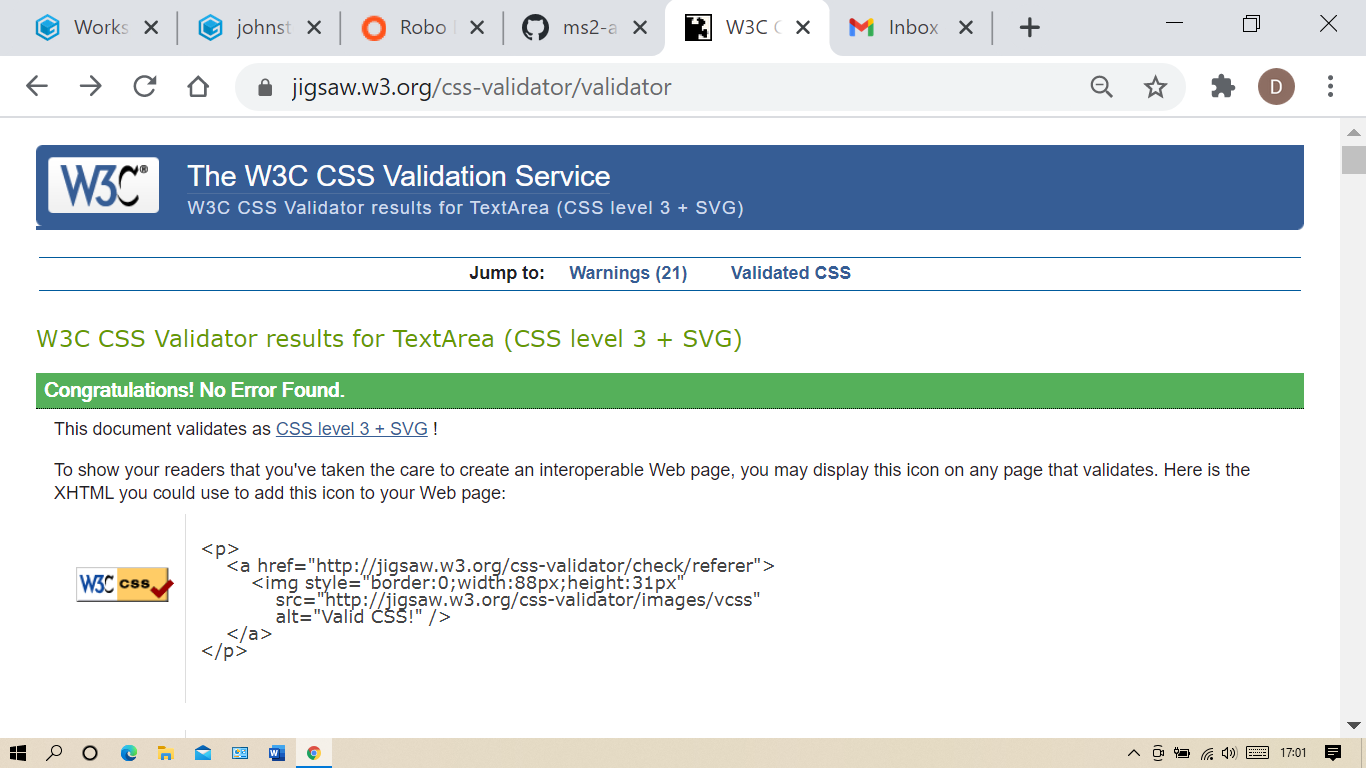 Works
johnst
Robo
ms2-a
W3C C
Inbox
jigsaw.w3.org/css-validator/validator
D
W3C®
The W3C CSS Validation Service
W3C CSS Validator results for TextArea (CSS level 3 + SVG)
Jump to: Warnings (21) Validated CSS
W3C CSS Validator results for TextArea (CSS level 3 + SVG)
Congratulations! No Error Found.
This document validates as CSS level 3 + SVG !
To show your readers that you've taken the care to create an interoperable Web page, you may display this icon on any page that validates. Here is the
XHTML you could use to add this icon to your Web page:
W3C css
<p>
<a href="http://jigsaw.w3.org/css-validator/check/referer">
<img style="border:0;width:88px;height:31px"
src="http://jigsaw.w3.org/css-validator/images/vcss"
alt="Valid CSS!" />
</a>
</p>
17:01